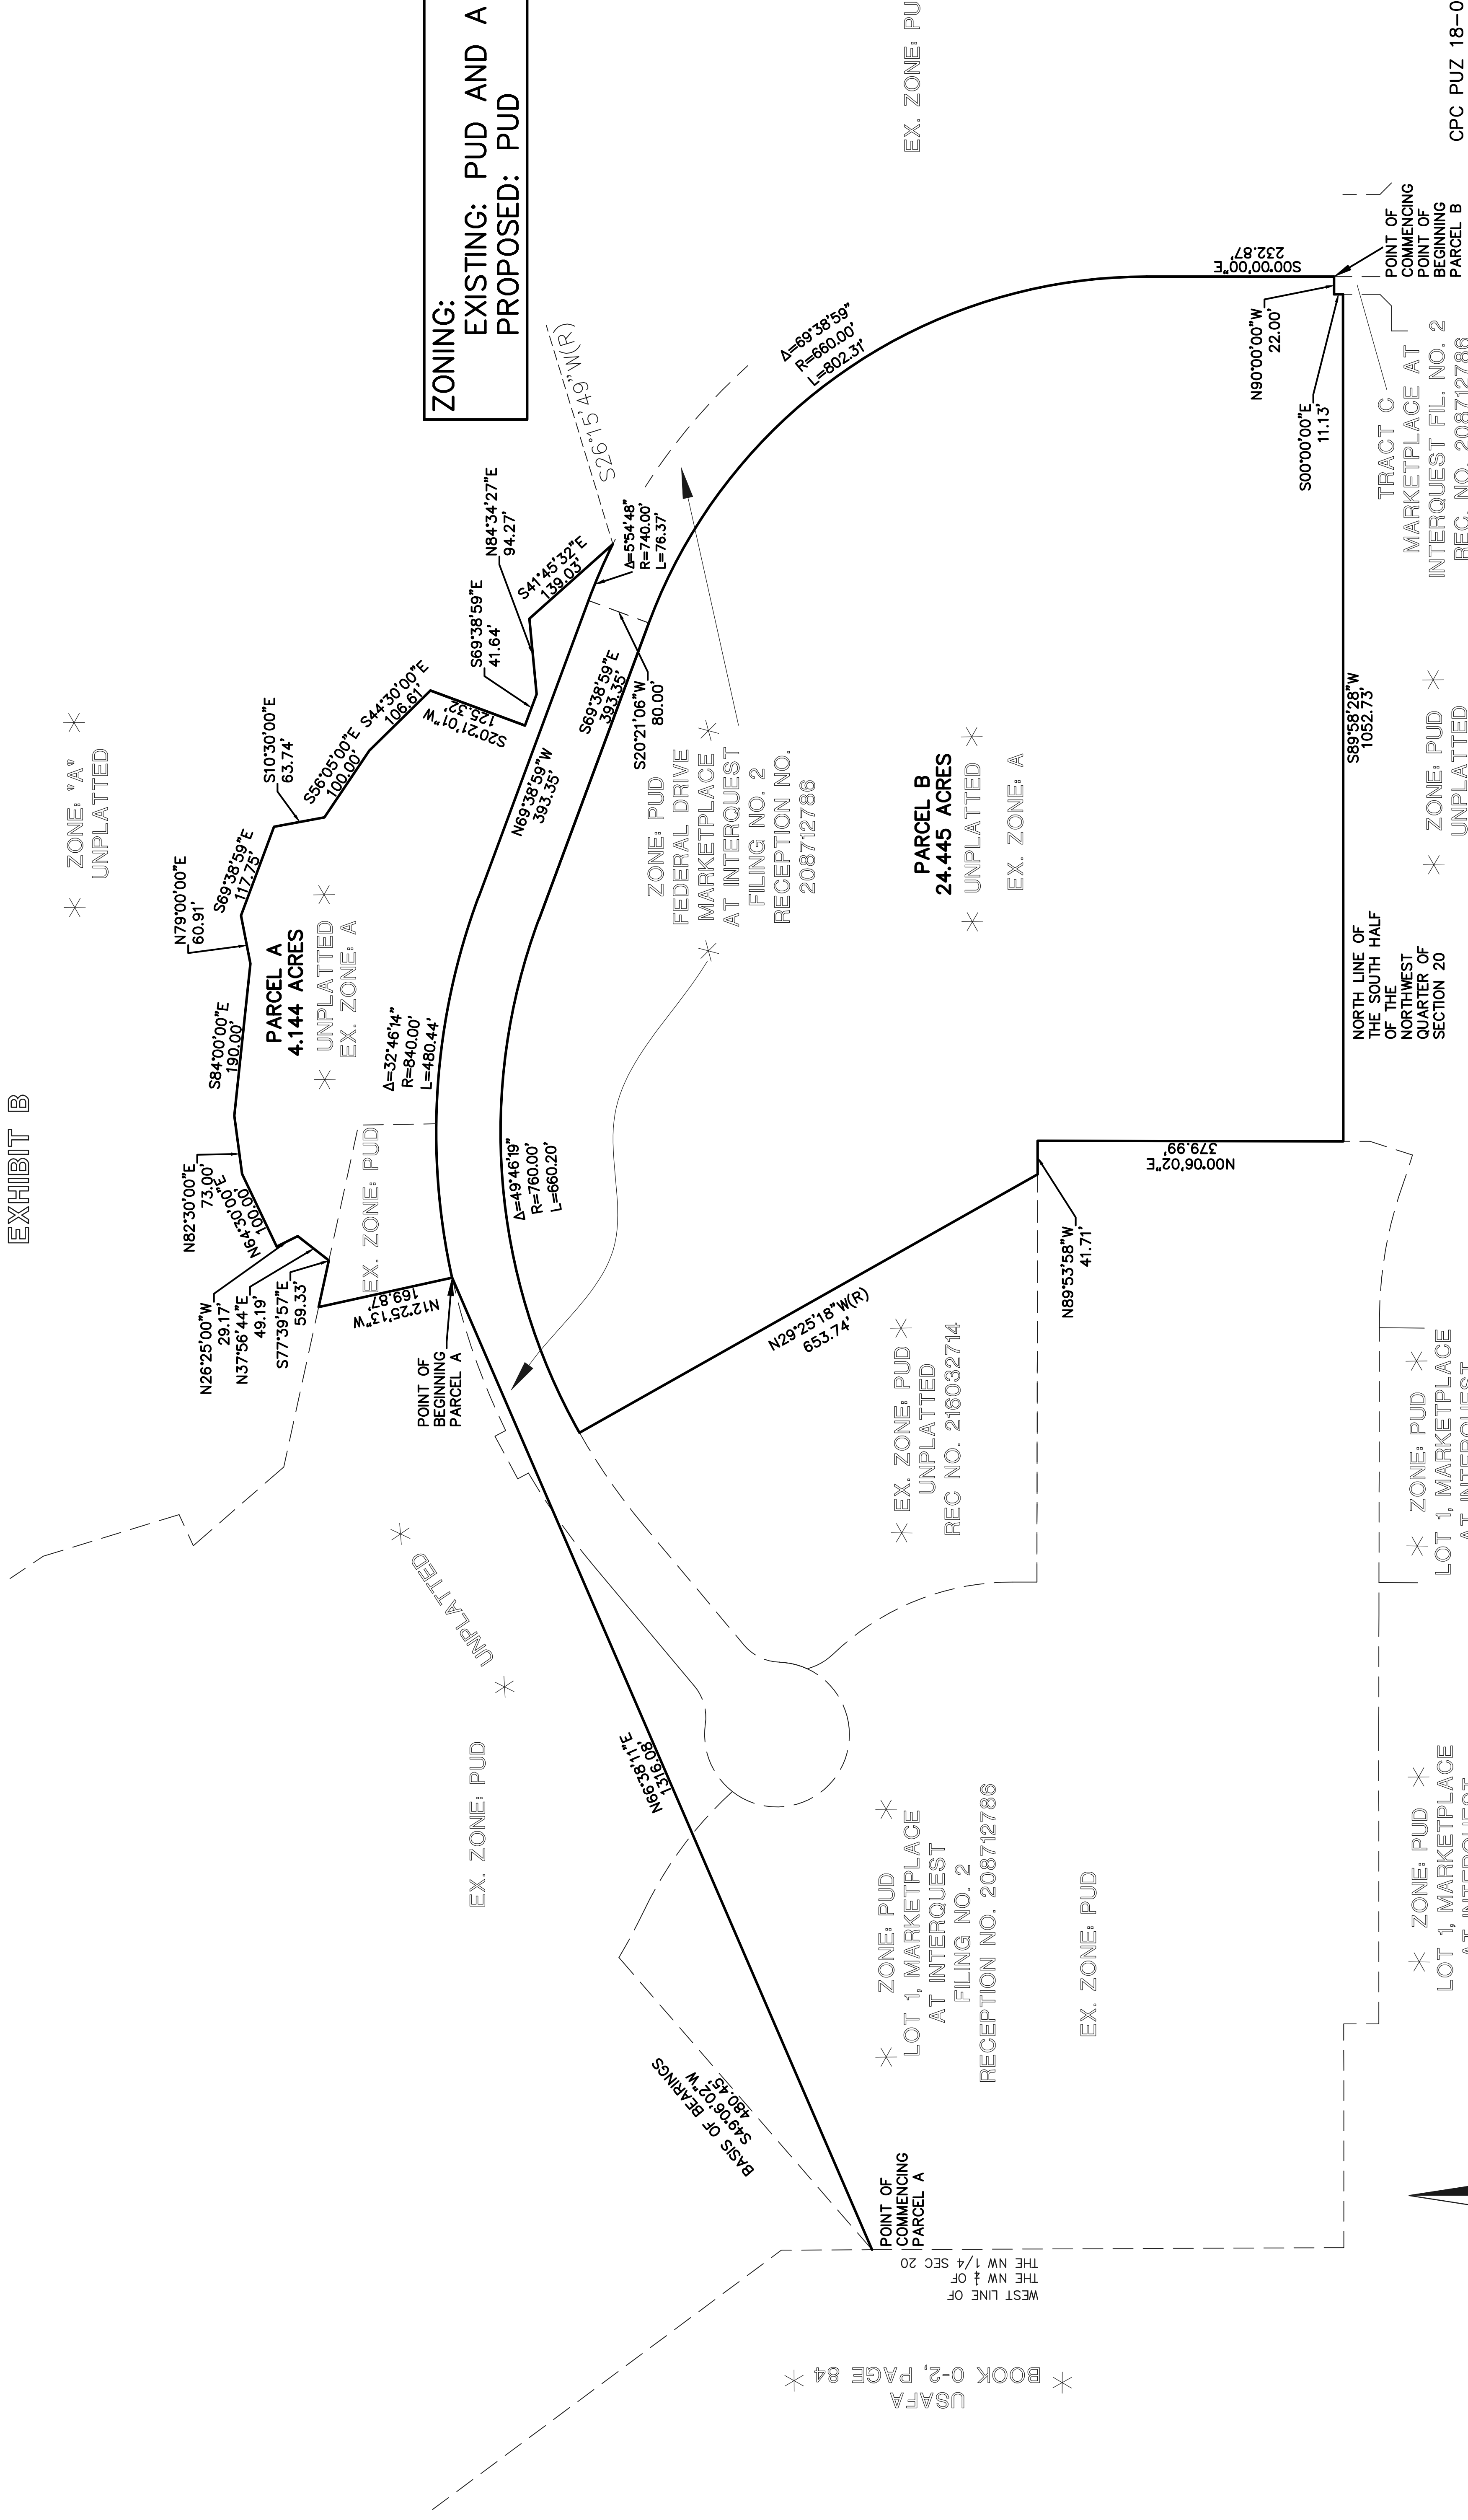 EXHIBIT B
ZONE: "A"
UNPLATTED
ZONING:
EXISTING: PUD AND A
PROPOSED: PUD
N82°30'00"E
73.00'
N64°30'00"E
100.00'
S84°00'00"E
190.00'
N79°00'00"E
60.91'
S69°38'59"E
117.75'
S10°30'00"E
63.74'
S56°05'00"E
100.00'
S44°30'00"E
106.61'
S20°21'01"W
125.32'
S69°38'59"E
41.64'
N84°34'27"E
94.27'
S41°45'32"E
139.03'
S26°15'49"W(R)
N26°25'00"W
29.17'
N37°56'44"E
49.19'
S77°39'57"E
59.33'
N12°25'13"W
169.87'
PARCEL A
4.144 ACRES
UNPLATTED
EX. ZONE: A
EX. ZONE: PUD
Δ=32°46'14"
R=840.00'
L=480.44'
N69°38'59"W
393.35'
Δ=5°54'48"
R=740.00'
L=76.37'
S69°38'59"E
393.35'
S20°21'06"W
80.00'
Δ=49°46'19"
R=760.00'
L=660.20'
Δ=69°38'59"
R=660.00'
L=802.31'
POINT OF
BEGINNING
PARCEL A
UNPLATTED
EX. ZONE: PUD
ZONE: PUD
FEDERAL DRIVE
MARKETPLACE
AT INTERQUEST
FILING NO. 2
RECEPTION NO.
208712786
PARCEL B
24.445 ACRES
UNPLATTED
EX. ZONE: A
EX. ZONE: PU
S00°00'00"E
232.87'
N90°00'00"W
22.00'
S00°00'00"E
11.13'
POINT OF
COMMENCING
POINT OF
BEGINNING
PARCEL B
CPC PUZ 18-0
TRACT C
MARKETPLACE AT
INTERQUEST FIL. NO. 2
REC. NO. 208712786
S89°58'28"W
1052.73'
ZONE: PUD
UNPLATTED
NORTH LINE OF
THE SOUTH HALF
OF THE
NORTHWEST
QUARTER OF
SECTION 20
N00°06'02"E
379.99'
N89°53'58"W
41.71'
N29°25'18"W(R)
653.74'
EX. ZONE: PUD
UNPLATTED
REC NO. 216032714
ZONE: PUD
LOT 1, MARKETPLACE
AT INTERQUEST
N66°38'11"E
1316.08'
BASIS OF BEARINGS
S49°06'02"W
480.45'
ZONE: PUD
LOT 1, MARKETPLACE
AT INTERQUEST
FILING NO. 2
RECEPTION NO. 208712786
EX. ZONE: PUD
ZONE: PUD
LOT 1, MARKETPLACE
AT INTERQUEST
POINT OF
COMMENCING
PARCEL A
WEST LINE OF
THE NW 1/4 OF
THE NW 1/4 SEC 20
USAFA
BOOK 0-2, PAGE 84